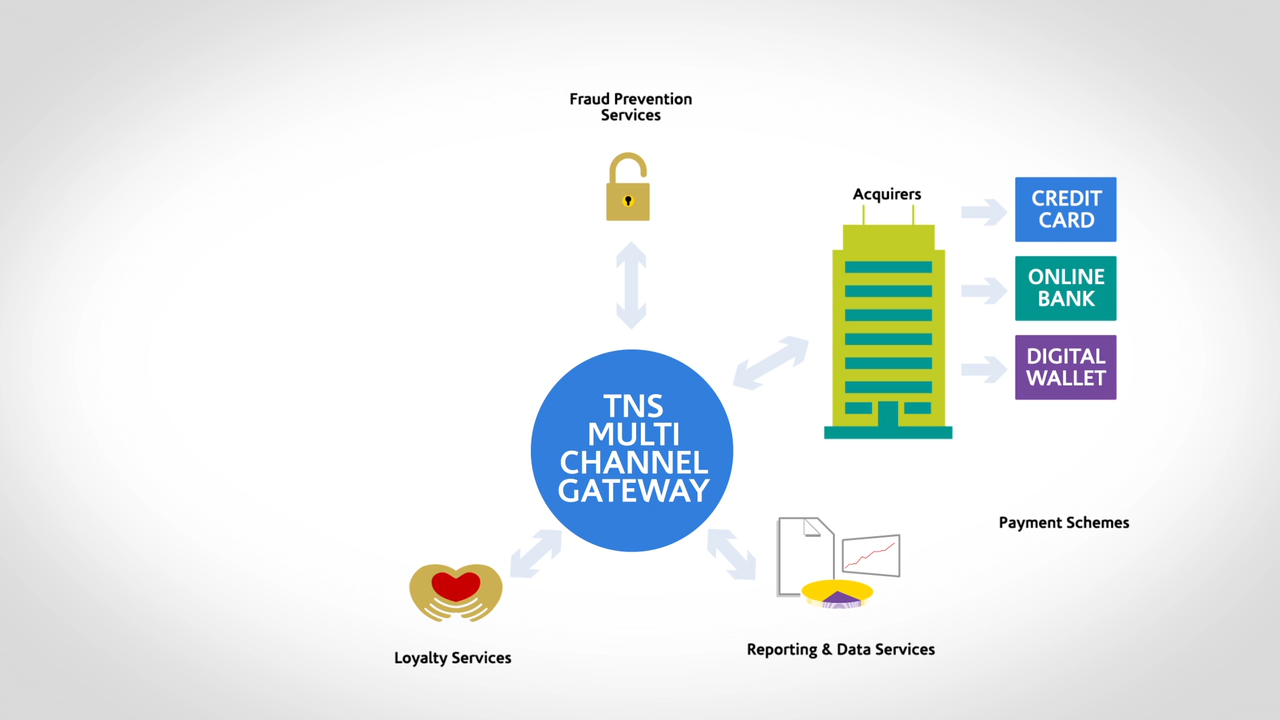 Fraud Prevention
Services
Acquirers
CREDIT
CARD
ONLINE
BANK
DIGITAL
WALLET
TNS
MULTI
CHANNEL
GATEWAY
Payment Schemes
Loyalty Services
Reporting & Data Services